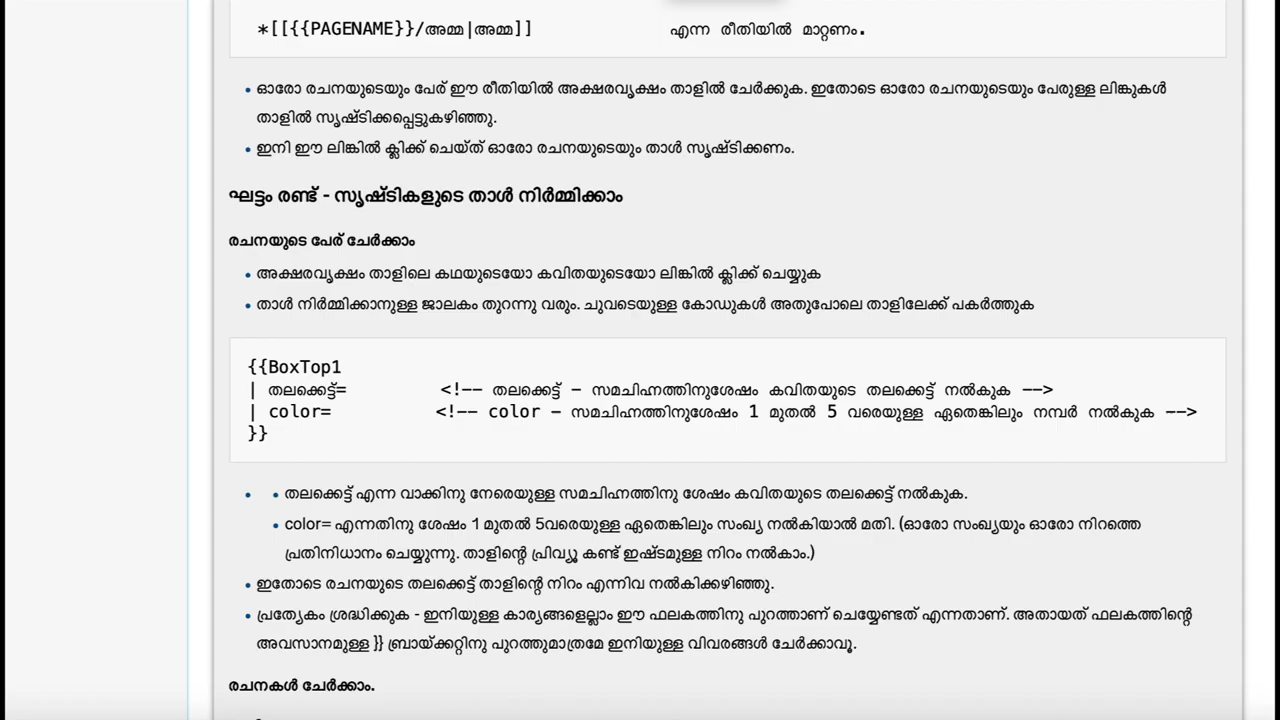 *[[{{PAGENAME}}/അമ്മ|അമ്മ]] എന്ന രീതിയിൽ മാറ്റണം.
• ഓരോ രചനയുടെയും പേര് ഈ രീതിയിൽ അക്ഷരവൃക്ഷം താളിൽ ചേർക്കുക. ഇതോടെ ഓരോ രചനയുടെയും പേരുള്ള ലിങ്കുകൾ
താളിൽ സൃഷ്ടിക്കപ്പെട്ടുകഴിഞ്ഞു.
• ഇനി ഈ ലിങ്കിൽ ക്ലിക്ക് ചെയ്ത് ഓരോ രചനയുടെയും താൾ സൃഷ്ടിക്കണം.
ഘട്ടം രണ്ട് - സൃഷ്ടികളുടെ താൾ നിർമ്മിക്കാം
രചനയുടെ പേര് ചേർക്കാം
• അക്ഷരവൃക്ഷം താളിലെ കഥയുടെയോ കവിതയുടെയോ ലിങ്കിൽ ക്ലിക്ക് ചെയ്യുക
• താൾ നിർമ്മിക്കാനുള്ള ജാലകം തുറന്നു വരും. ചുവടെയുള്ള കോഡുകൾ അതുപോലെ താളിലേക്ക് പകർത്തുക
{{BoxTop1
| തലക്കെട്ട്= <!-- തലക്കെട്ട് - സമചിഹ്നത്തിനുശേഷം കവിതയുടെ തലക്കെട്ട് നൽകുക -->
| color= <!-- color - സമചിഹ്നത്തിനുശേഷം 1 മുതൽ 5 വരെയുള്ള ഏതെങ്കിലും നമ്പർ നൽകുക -->
}}
• • തലക്കെട്ട് എന്ന വാക്കിനു നേരെയുള്ള സമചിഹ്നത്തിനു ശേഷം കവിതയുടെ തലക്കെട്ട് നൽകുക.
• color= എന്നതിനു ശേഷം 1 മുതൽ 5വരെയുള്ള ഏതെങ്കിലും സംഖ്യ നൽകിയാൽ മതി. (ഓരോ സംഖ്യയും ഓരോ നിറത്തെ
പ്രതിനിധാനം ചെയ്യുന്നു. താളിന്റെ പ്രിവ്യൂ കണ്ട് ഇഷ്ടമുള്ള നിറം നൽകാം.)
• ഇതോടെ രചനയുടെ തലക്കെട്ട് താളിന്റെ നിറം എന്നിവ നൽകിക്കഴിഞ്ഞു.
• പ്രത്യേകം ശ്രദ്ധിക്കുക - ഇനിയുള്ള കാര്യങ്ങളെല്ലാം ഈ ഫലകത്തിനു പുറത്താണ് ചെയ്യേണ്ടത് എന്നതാണ്. അതായത് ഫലകത്തിന്റെ
അവസാനമുള്ള }} ബ്രായ്ക്കറ്റിനു പുറത്തുമാത്രമേ ഇനിയുള്ള വിവരങ്ങൾ ചേർക്കാവൂ.
രചനകൾ ചേർക്കാം.